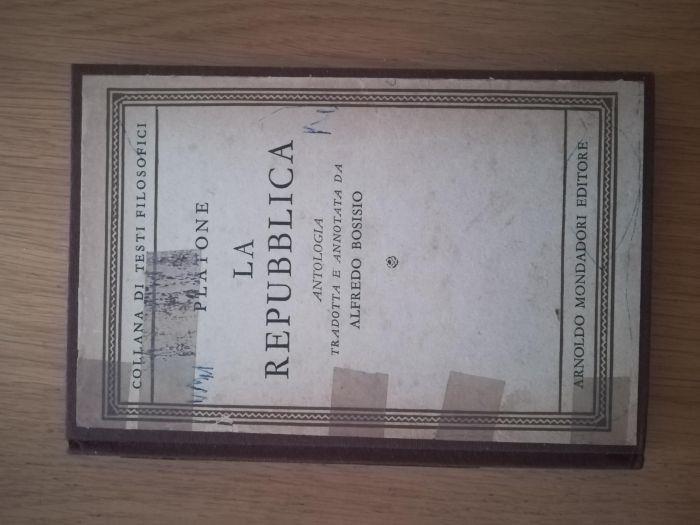 COLLANA DI TESTI FILOSOFICI
PLATONE
LA
REPUBBLICA
ANTOLOGIA
TRADOTTA E ANNOTATA DA
ALFREDO BOSISIO
ARNOLDO MONDADORI EDITORE